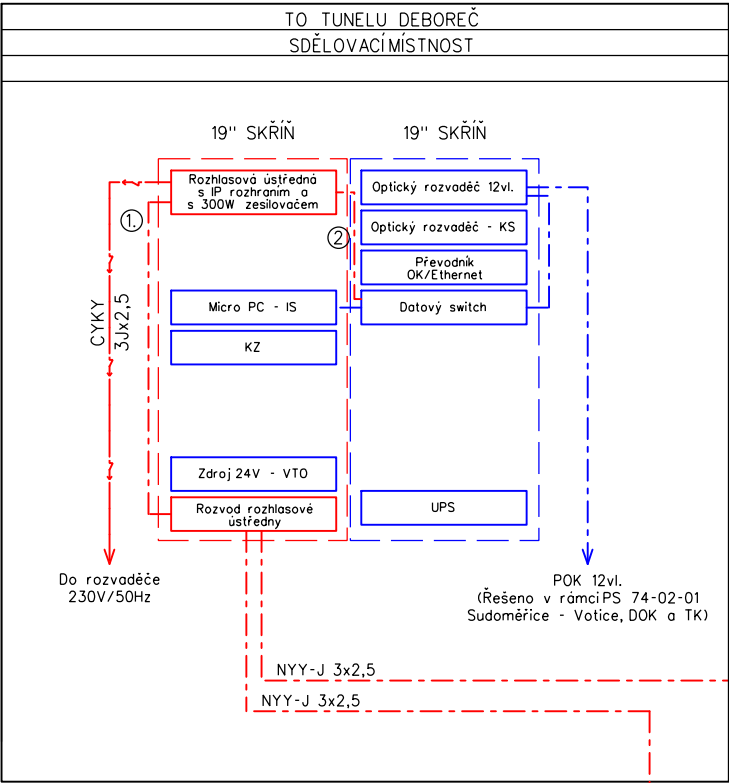 TO TUNELU DEBOREČ
SDĚLOVACÍ MÍSTNOST
19" SKŘÍŇ
19" SKŘÍŇ
Rozhlasová ústředná
s IP rozhraním a
s 300W zesilovačem
Optický rozvaděč 12vl.
1.
Optický rozvaděč - KS
2
Převodník
OK/Ethernet
Micro PC - IS
Datový switch
CYKY
3Jx2,5
KZ
Zdroj 24V - VTO
Rozvod rozhlasové
ústředny
UPS
Do rozvaděče
230V/50Hz
POK 12vl.
(Řešeno v rámci PS 74-02-01
Sudoměřice - Votice, DOK a TK)
NYY-J 3x2,5
NYY-J 3x2,5